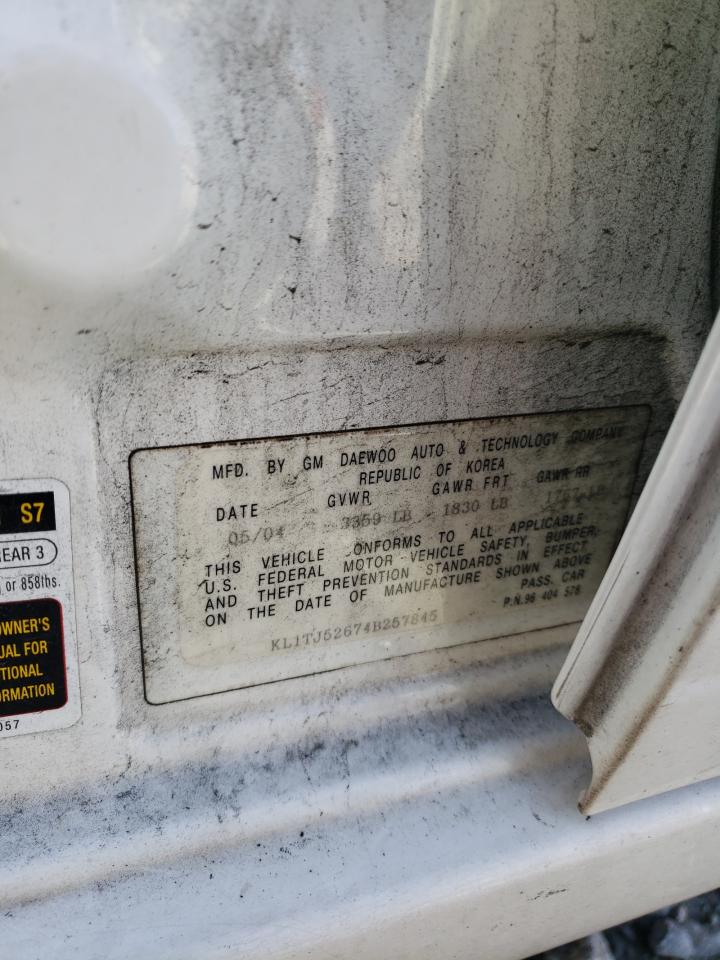 S7
REAR 3
or 858lbs.
OWNER'S
UAL FOR
TIONAL
ORMATION
057
MFD. BY GM DAEWOO AUTO & TECHNOLOGY COMPANY
REPUBLIC OF KOREA
DATE GVWR GAWR FRT GAWR RR
05/04 3359 LB 1830 LB
THIS VEHICLE ONFORMS TO ALL APPLICABLE
U.S. FEDERAL MOTOR VEHICLE SAFETY, BUMPER,
AND THEFT PREVENTION STANDARDS IN EFFECT
ON THE DATE OF MANUFACTURE SHOWN ABOVE
PASS. CAR
P.N.96 404 578
KL1TJ52674B257845